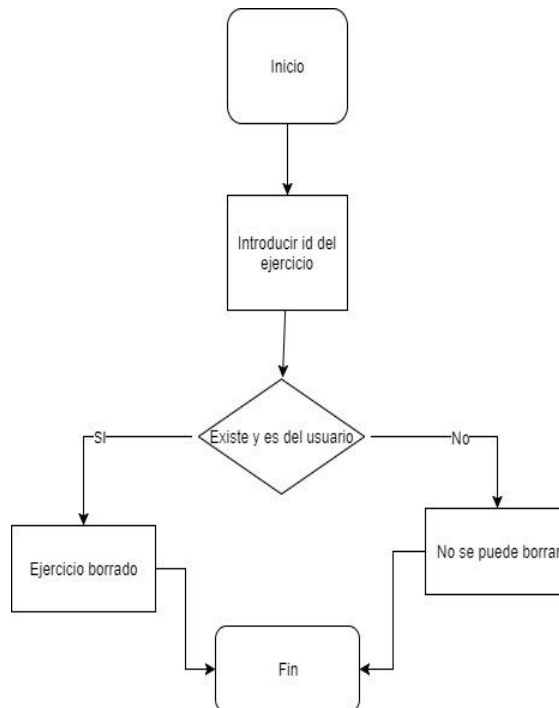 Inicio
Introducir id del
ejercicio
Existe y es del usuario
SI
No
Ejercicio borrado
No se puede borrar
Fin